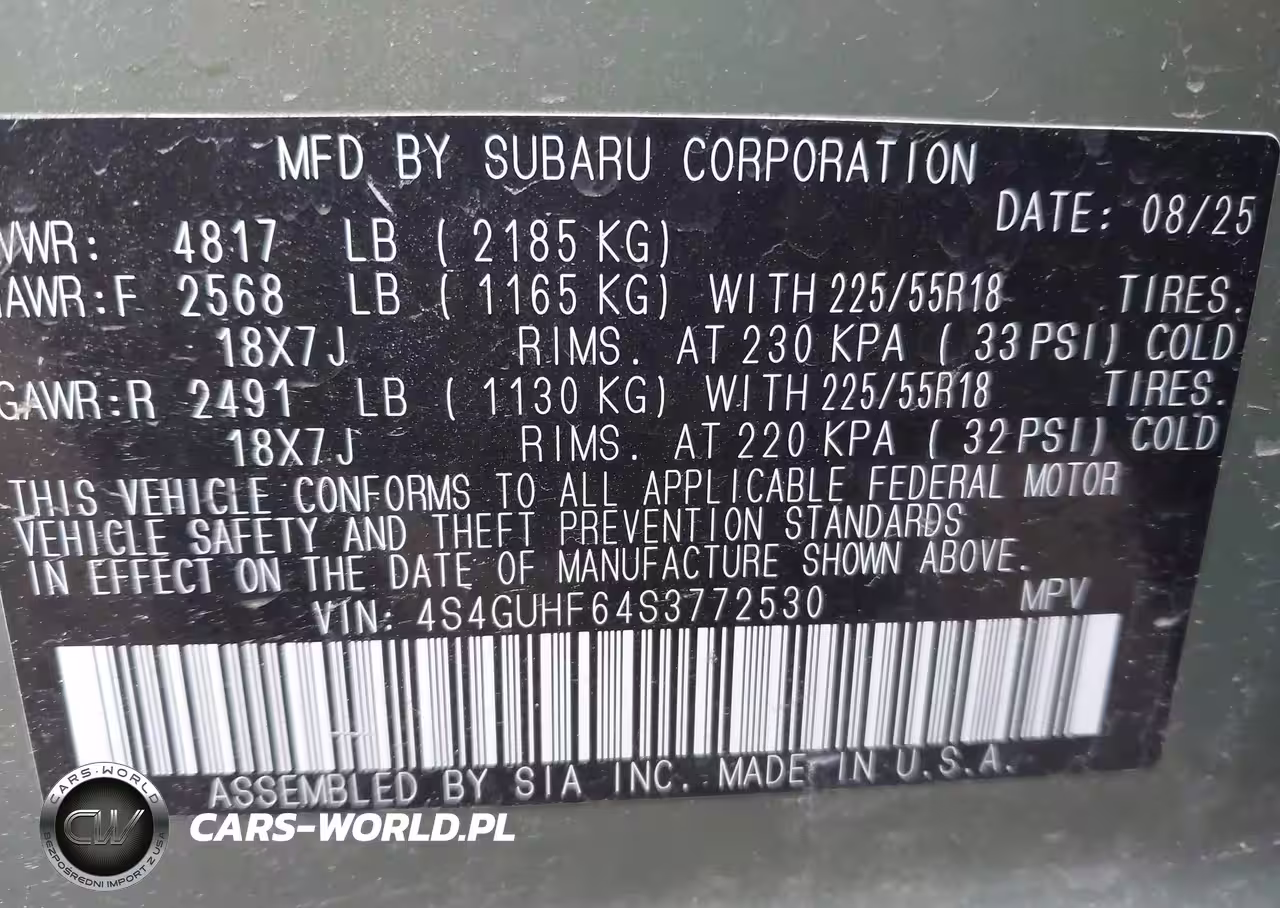 MFD BY SUBARU CORPORATION
DATE: 08/25
VWR: 4817 LB ( 2185 KG)
AWR:F 2568 LB ( 1165 KG) WITH 225/55R18 TIRES.
18X7J RIMS. AT 230 KPA ( 33 PSI) COLD
GAWR:R 2491 LB ( 1130 KG) WITH 225/55R18 TIRES.
18X7J RIMS. AT 220 KPA ( 32 PSI) COLD
THIS VEHICLE CONFORMS TO ALL APPLICABLE FEDERAL MOTOR
VEHICLE SAFETY AND THEFT PREVENTION STANDARDS
IN EFFECT ON THE DATE OF MANUFACTURE SHOWN ABOVE.
VIN: 4S4GUHF64S3772530 MPV
ASSEMBLED BY SIA INC. MADE IN U.S.A.
CARS-WORLD
CW
BEZPOŚREDNI IMPORT Z USA
CARS-WORLD.PL